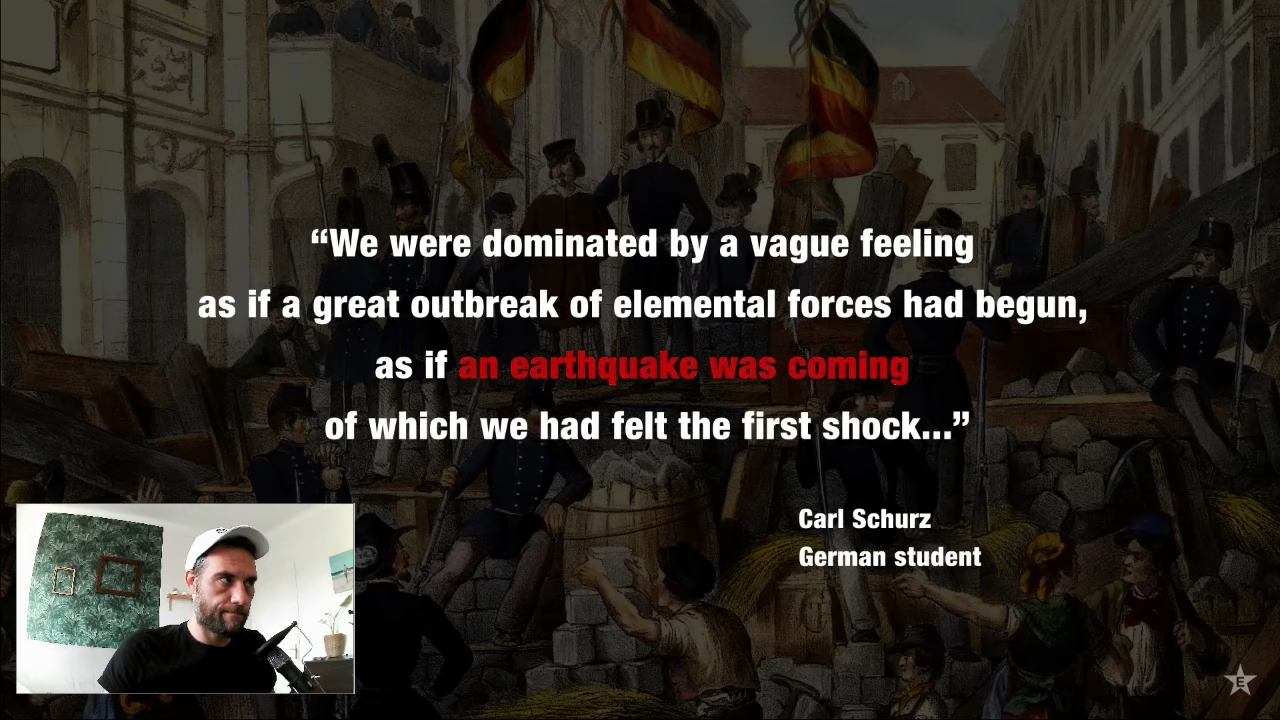 “We were dominated by a vague feeling
as if a great outbreak of elemental forces had begun,
as if an earthquake was coming
of which we had felt the first shock...”
Carl Schurz
German student
E